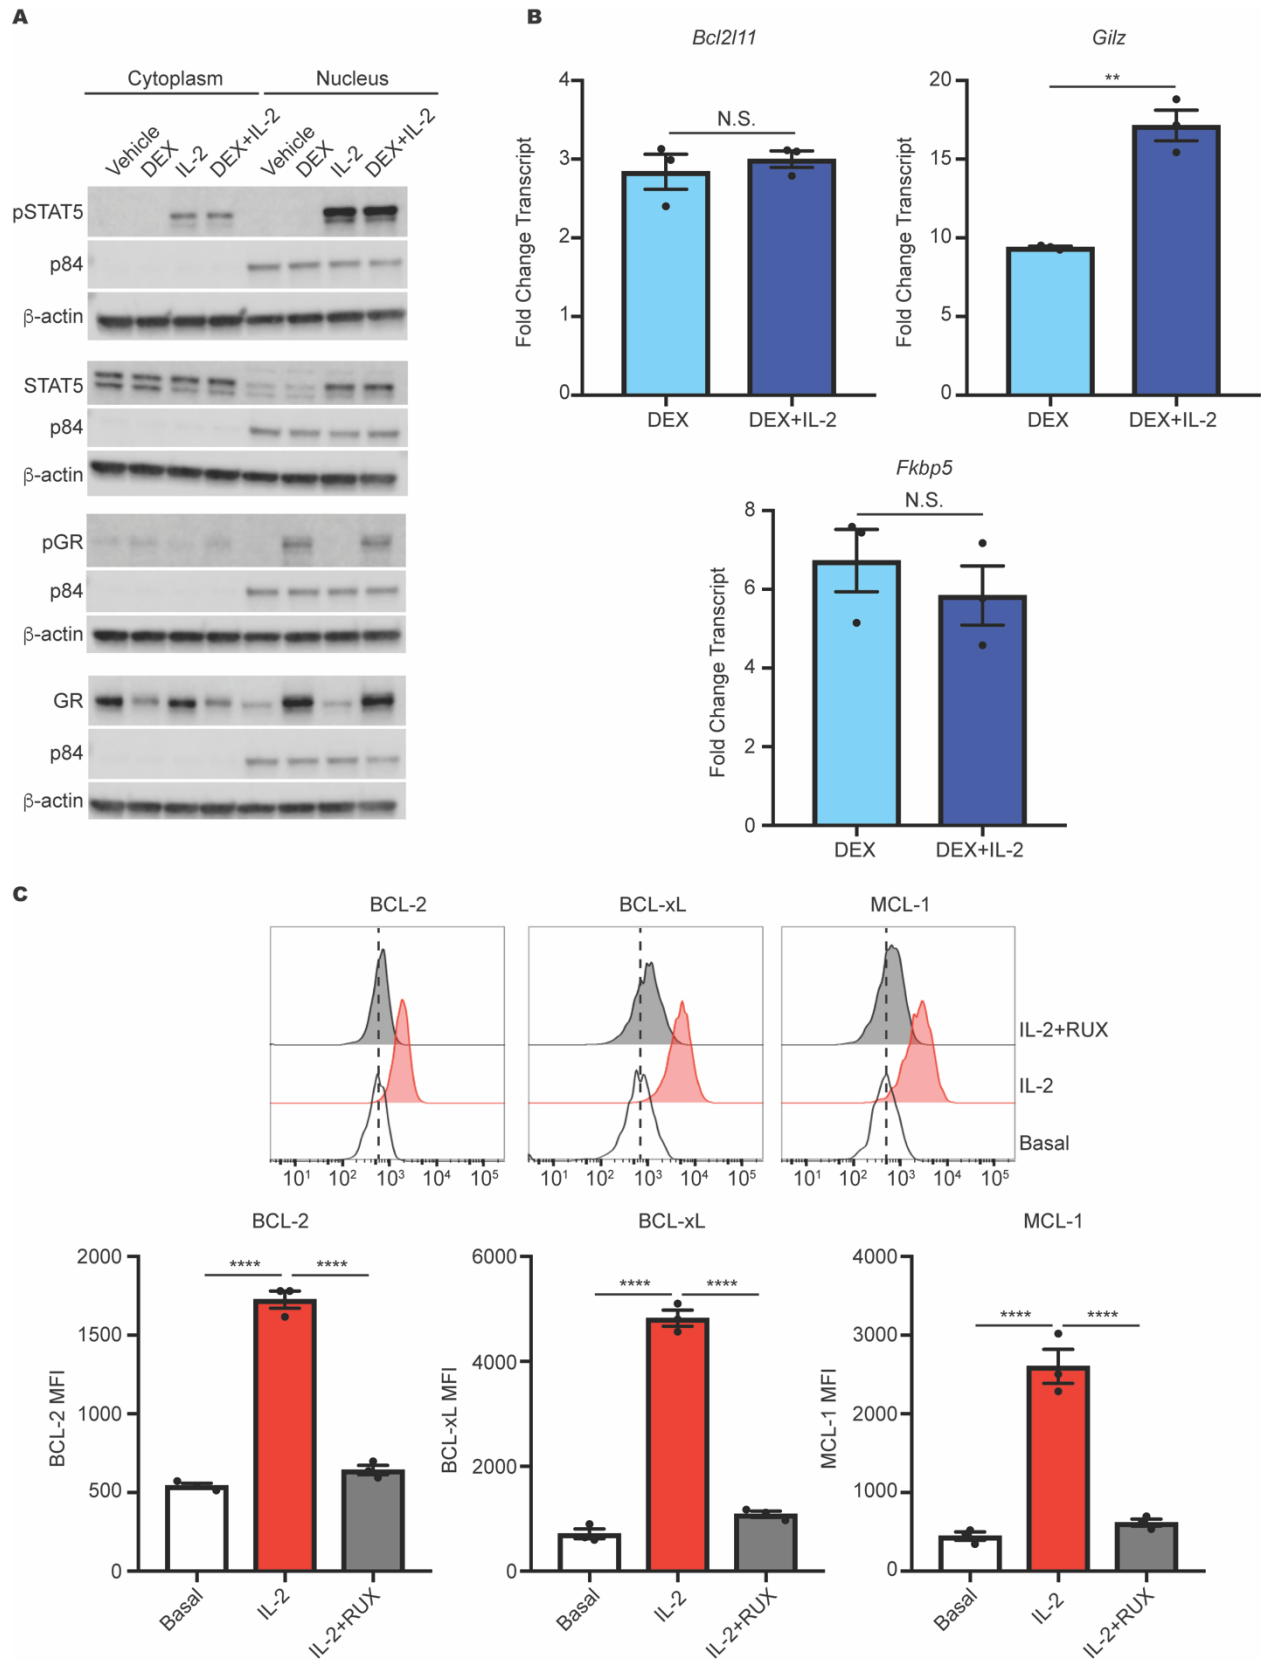 A
Cytoplasm Nucleus
Vehicle DEX IL-2 DEX+IL-2 Vehicle DEX IL-2 DEX+IL-2
pSTAT5
p84
β-actin
STAT5
p84
β-actin
pGR
p84
β-actin
GR
p84
β-actin
B
Bcl2l11
Fold Change Transcript
4
3
2
1
0
N.S.
DEX DEX+IL-2
Gilz
Fold Change Transcript
20
15
10
5
0
**
DEX DEX+IL-2
Fkbp5
Fold Change Transcript
8
6
4
2
0
N.S.
DEX DEX+IL-2
C
BCL-2 BCL-xL MCL-1
IL-2+RUX
IL-2
Basal
10¹ 10² 10³ 10⁴ 10⁵ 10¹ 10² 10³ 10⁴ 10⁵ 10¹ 10² 10³ 10⁴ 10⁵
BCL-2
BCL-2 MFI
2000
1500
1000
500
0
**** ****
Basal IL-2 IL-2+RUX
BCL-xL
BCL-xL MFI
6000
4000
2000
0
**** ****
Basal IL-2 IL-2+RUX
MCL-1
MCL-1 MFI
4000
3000
2000
1000
0
**** ****
Basal IL-2 IL-2+RUX